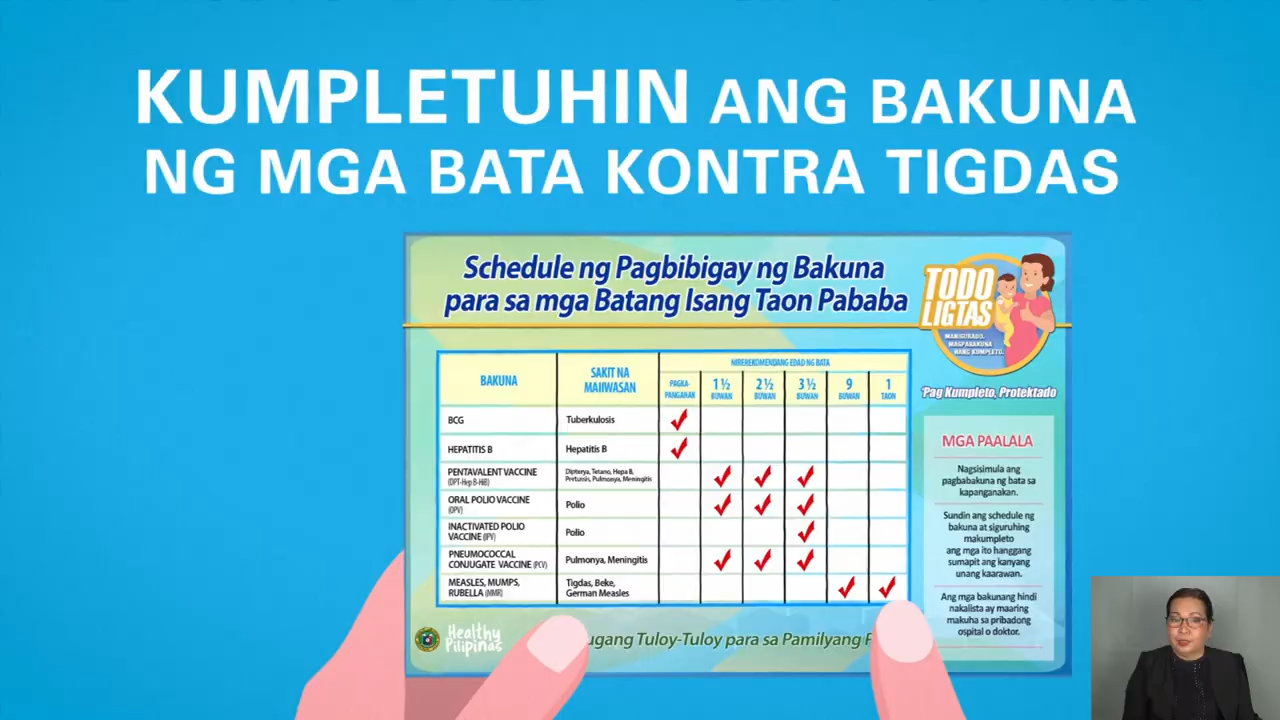 KUMPLETUHIN ANG BAKUNA
NG MGA BATA KONTRA TIGDAS
Schedule ng Pagbibigay ng Bakuna
para sa mga Batang Isang Taon Pababa
TODO
LIGTAS
MANIGURADO.
MAGPABAKUNA
NANG KUMPLETO.
'Pag Kumpleto, Protektado
BAKUNA
SAKIT NA
MAIIWASAN
NIREREKOMENDANG EDAD NG BATA
PAGKA-
PANGANAK
1 ½
BUWAN
2 ½
BUWAN
3 ½
BUWAN
9
BUWAN
1
TAON
BCG
Tuberkulosis
HEPATITIS B
Hepatitis B
PENTAVALENT VACCINE
(DPT-Hep B-HiB)
Dipterya, Tetano, Hepa B,
Pertussis, Pulmonya, Meningitis
ORAL POLIO VACCINE
(OPV)
Polio
INACTIVATED POLIO
VACCINE (IPV)
Polio
PNEUMOCOCCAL
CONJUGATE VACCINE (PCV)
Pulmonya, Meningitis
MEASLES, MUMPS,
RUBELLA (MMR)
Tigdas, Beke,
German Measles
MGA PAALALA
Nagsisimula ang
pagbabakuna ng bata sa
kapanganakan.
Sundin ang schedule ng
bakuna at siguruhing
makumpleto
ang mga ito hanggang
sumapit ang kanyang
unang kaarawan.
Ang mga bakunang hindi
nakalista ay maaring
makuha sa pribadong
ospital o doktor.
Healthy
Pilipinas
ugang Tuloy-Tuloy para sa Pamilyang P